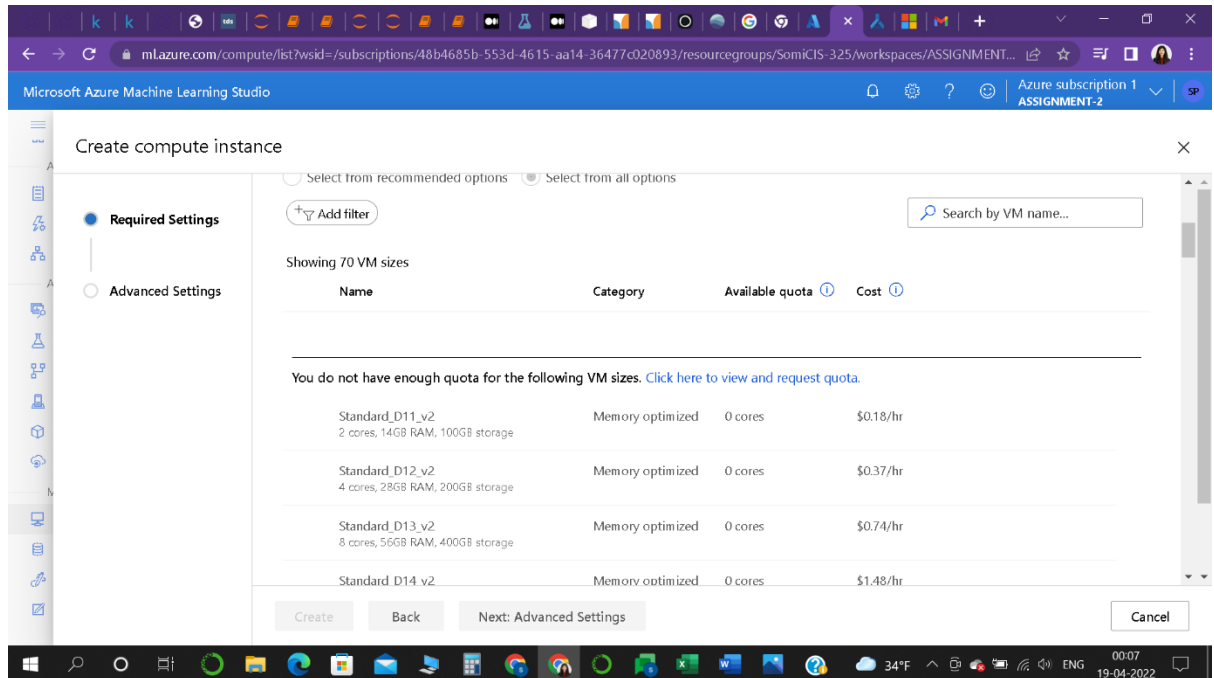 k k tds G A M
ml.azure.com/compute/list?wsid=/subscriptions/48b4685b-553d-4615-aa14-36477c020893/resourcegroups/SomiCIS-325/workspaces/ASSIGNMENT...
Microsoft Azure Machine Learning Studio
Azure subscription 1
ASSIGNMENT-2
SP
Create compute instance
Select from recommended options Select from all options
Required Settings
Advanced Settings
Add filter
Search by VM name...
Showing 70 VM sizes
Name Category Available quota Cost
You do not have enough quota for the following VM sizes. Click here to view and request quota.
Standard_D11_v2 Memory optimized 0 cores $0.18/hr
2 cores, 14GB RAM, 100GB storage
Standard_D12_v2 Memory optimized 0 cores $0.37/hr
4 cores, 28GB RAM, 200GB storage
Standard_D13_v2 Memory optimized 0 cores $0.74/hr
8 cores, 56GB RAM, 400GB storage
Standard_D14_v2 Memory optimized 0 cores $1.48/hr
Create Back Next: Advanced Settings Cancel
34°F ENG
00:07
19-04-2022